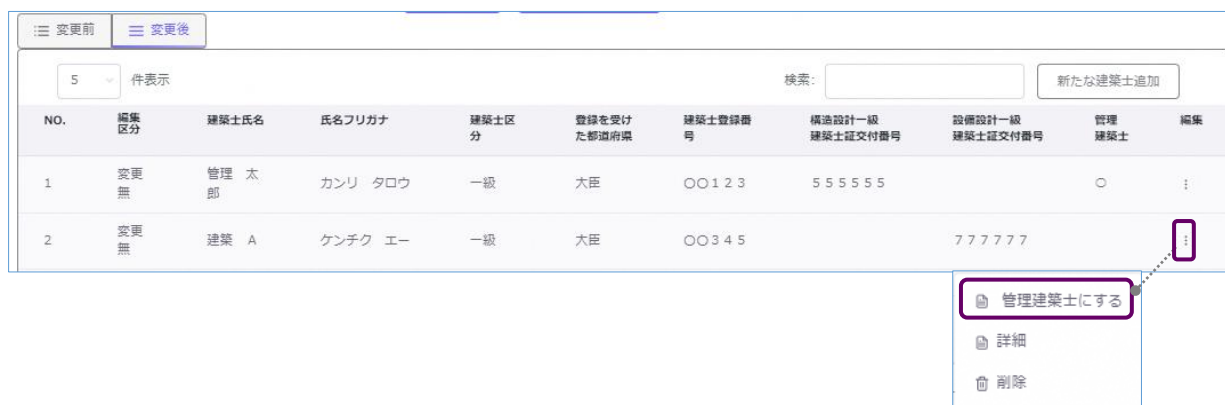 変更前 変更後
5 件表示 検索: 新たな建築士追加
NO. 編集区分 建築士氏名 氏名フリガナ 建築士区分 登録を受けた都道府県 建築士登録番号 構造設計一級建築士証交付番号 設備設計一級建築士証交付番号 管理建築士 編集
1 変更無 管理 太郎 カンリ タロウ 一級 大臣 〇〇123 555555 〇
2 変更無 建築 A ケンチク エー 一級 大臣 〇〇345 777777
管理建築士にする
詳細
削除